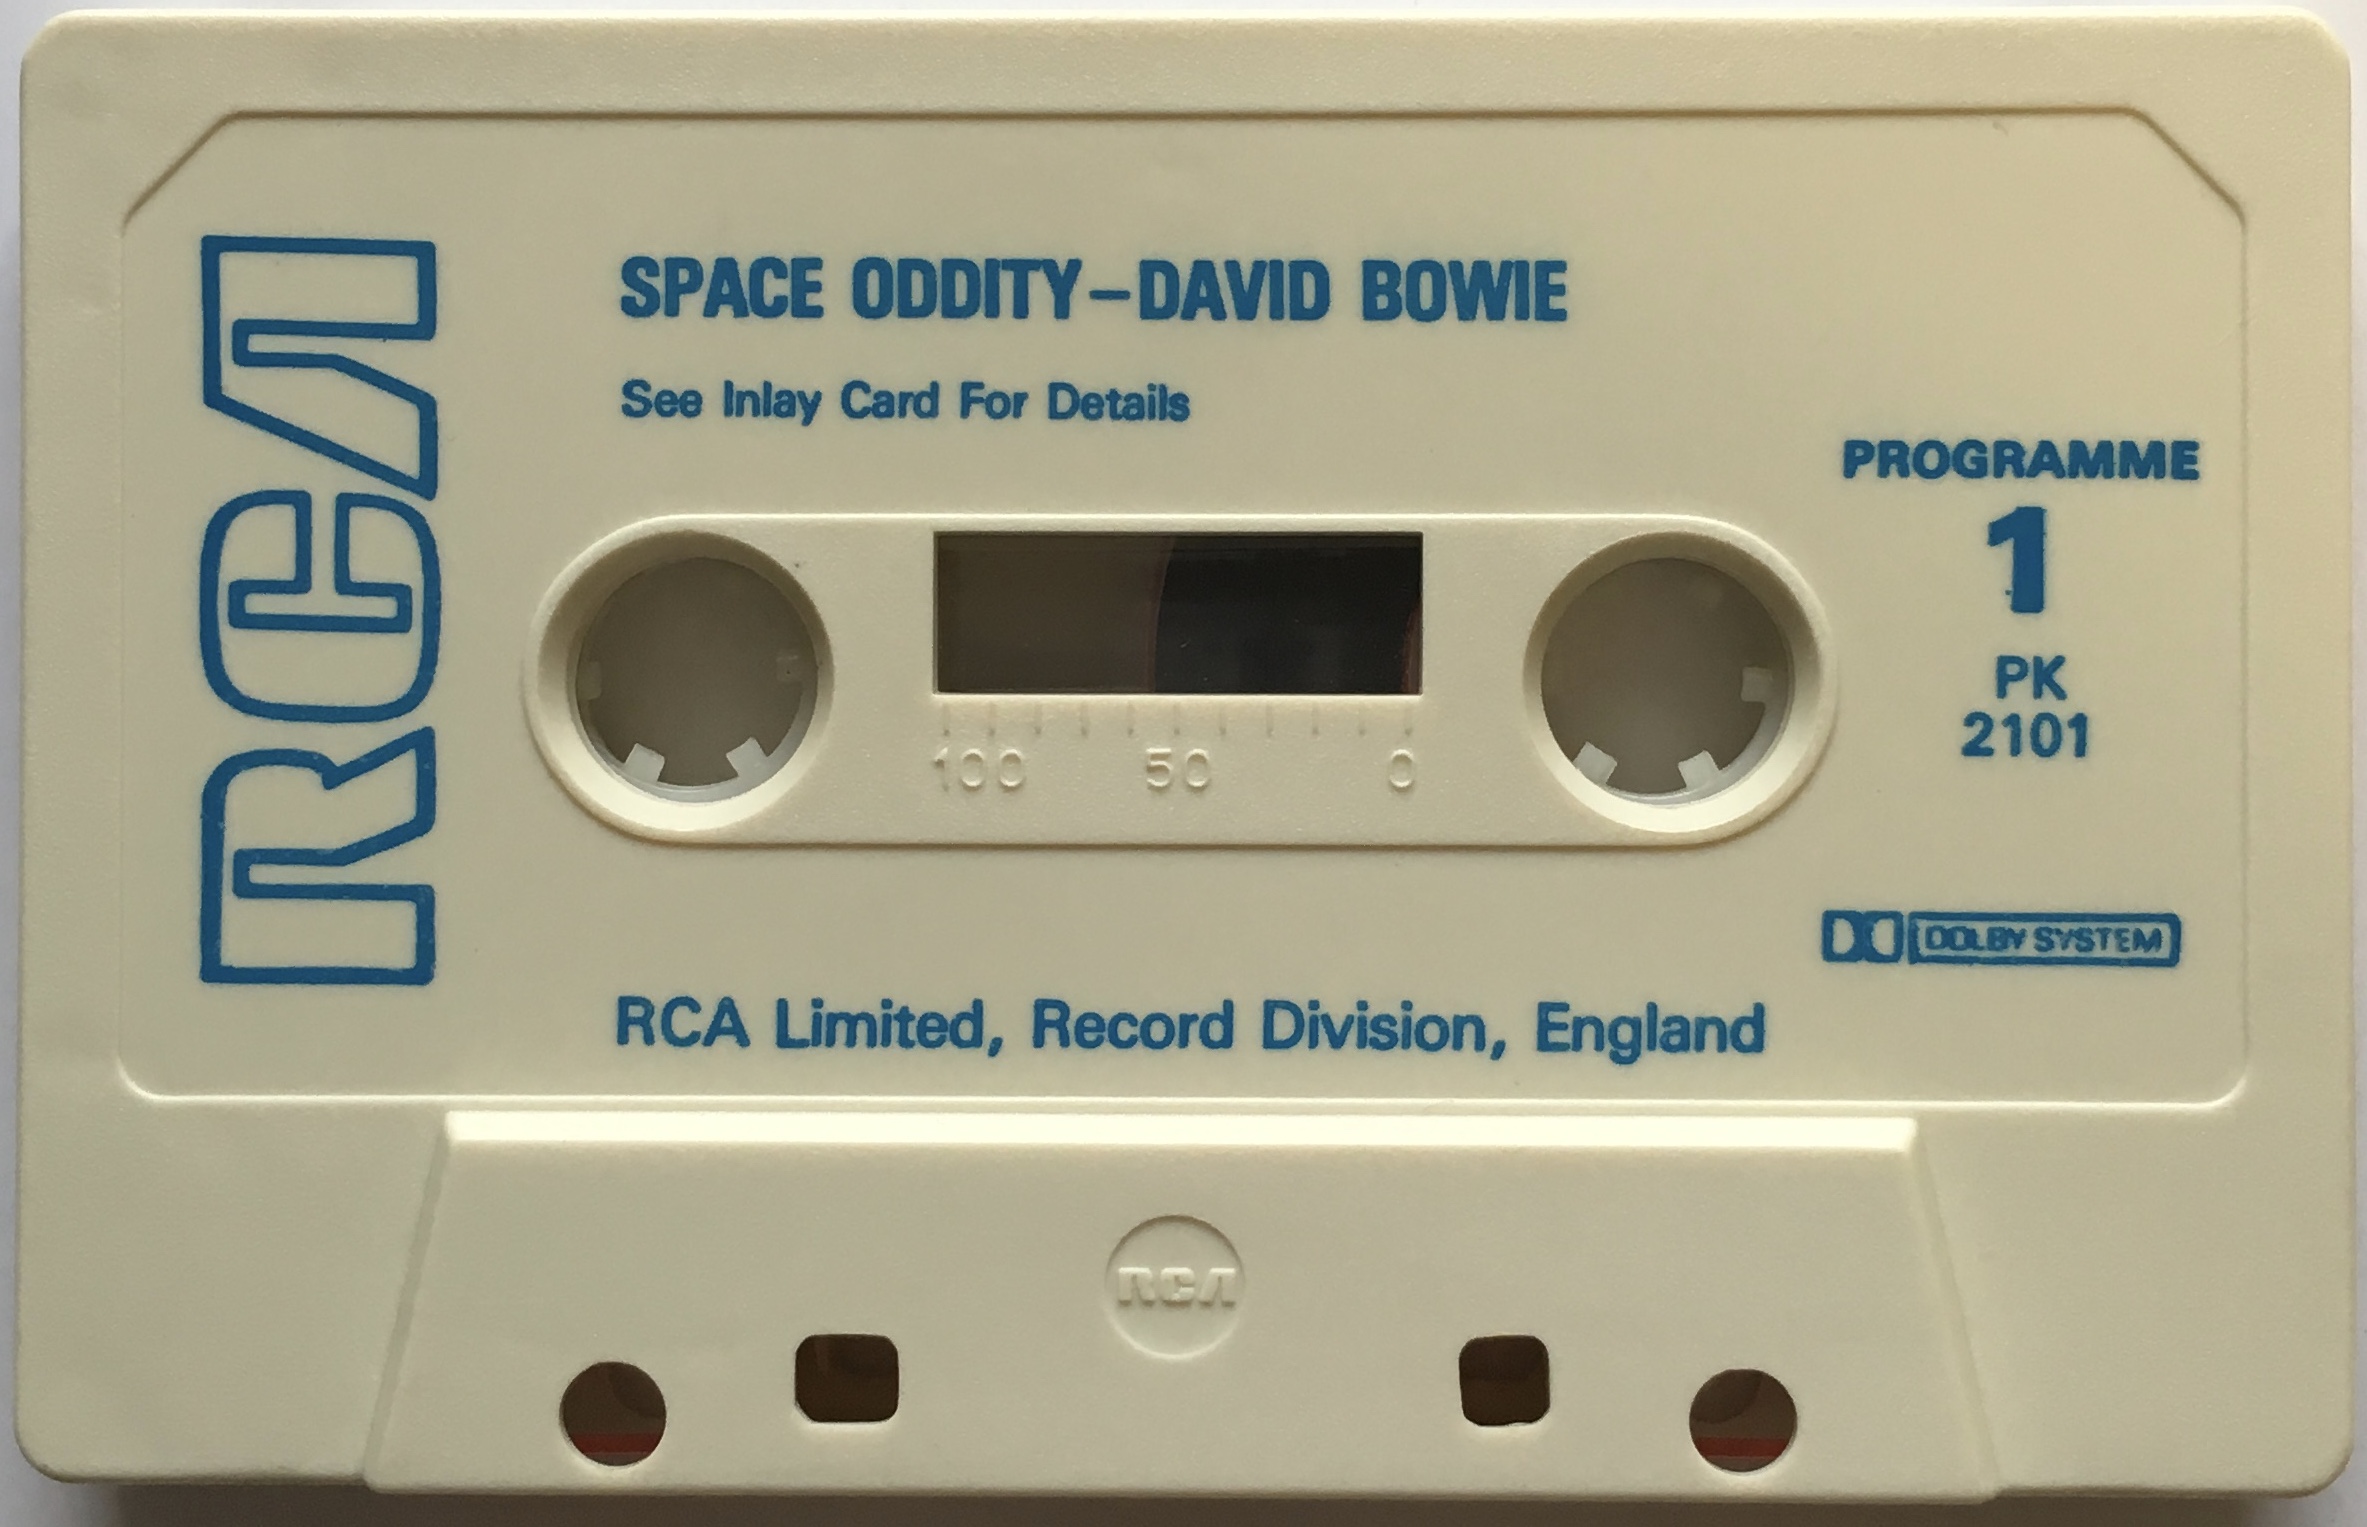 RCA
SPACE ODDITY–DAVID BOWIE
See Inlay Card For Details
PROGRAMME
1
PK
2101
100 50 0
DOLBY SYSTEM
RCA Limited, Record Division, England
RCA